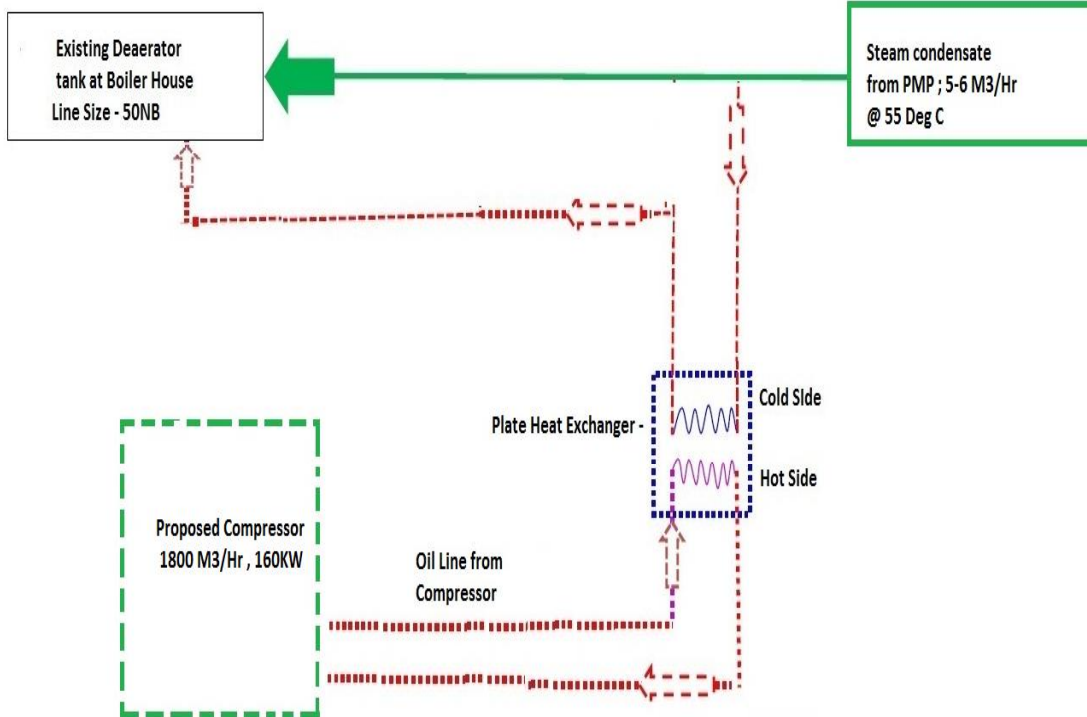 Existing Deaerator
tank at Boiler House
Line Size - 50NB
Steam condensate
from PMP ; 5-6 M3/Hr
@ 55 Deg C
Cold SIde
Plate Heat Exchanger -
Hot Side
Proposed Compressor
1800 M3/Hr , 160KW
Oil Line from
Compressor